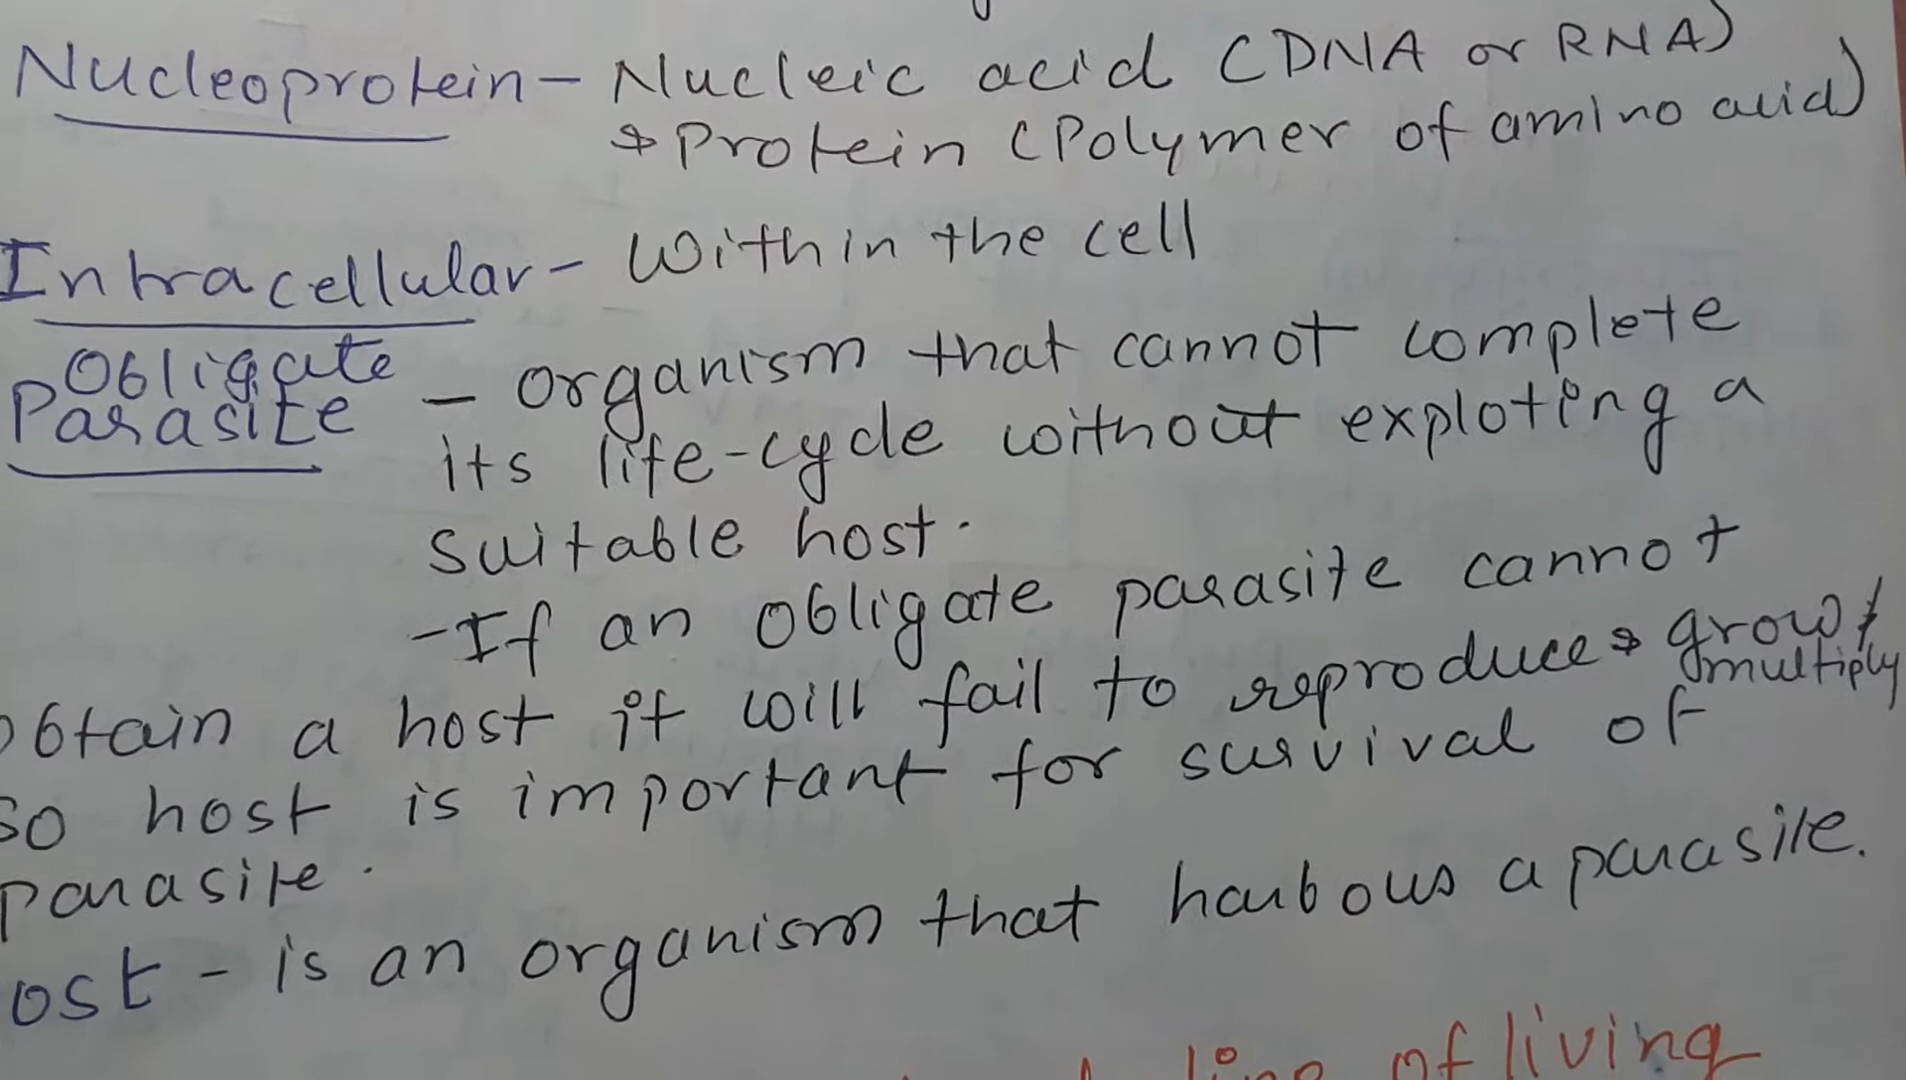 Nucleoprotein - Nucleic acid (DNA or RNA)
& Protein (Polymer of amino acid)
Intracellular - Within the cell
Obligate
Parasite - organism that cannot complete
its life-cycle without exploting a
suitable host.
- If an obligate parasite cannot
obtain a host it will fail to reproduce & grow/
multiply
so host is important for survival of
parasite.
ost - is an organism that harbous a parasite.
line of living